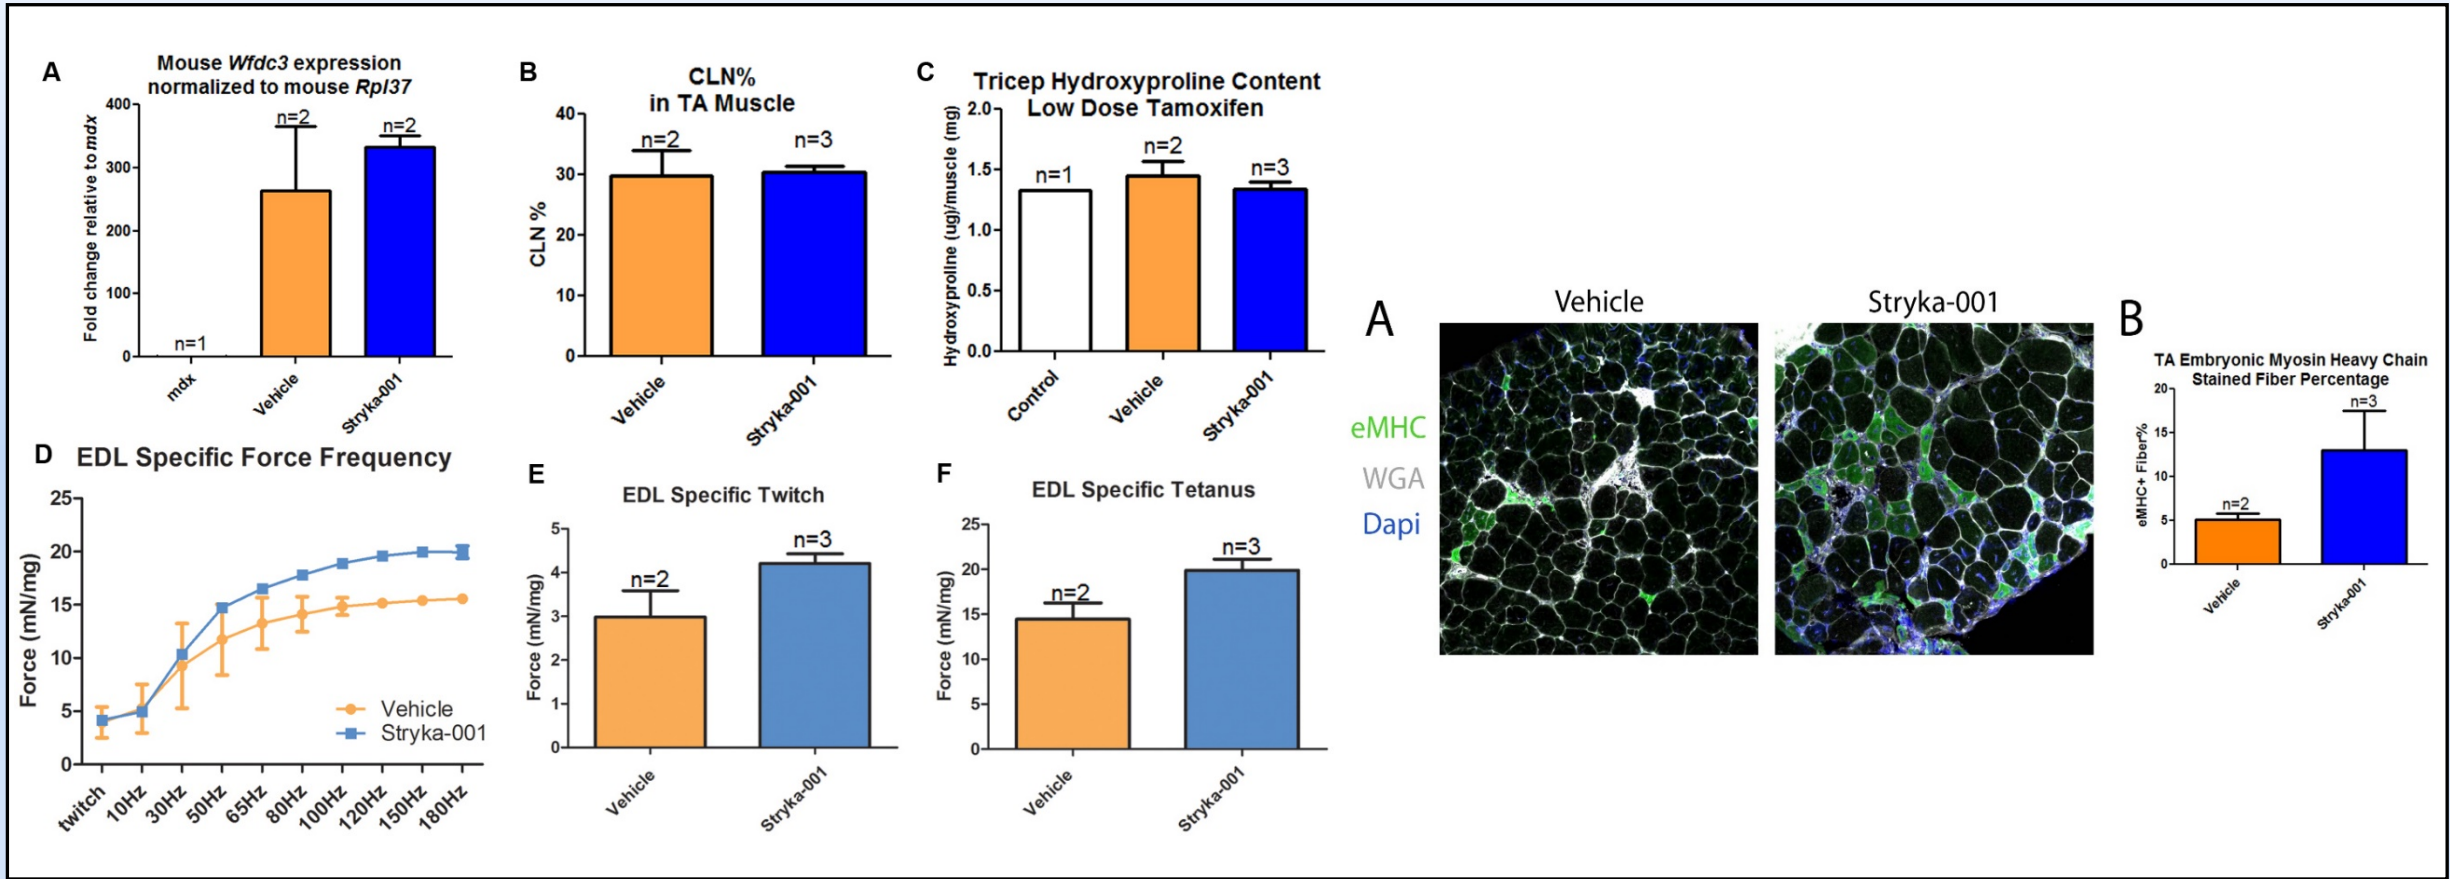 A
Mouse Wfdc3 expression
normalized to mouse Rpl37
Fold change relative to mdx
400
300
200
100
0
n=1
n=2
n=2
mdx
Vehicle
Stryka-001
B
CLN%
in TA Muscle
CLN %
40
30
20
10
0
n=2
n=3
Vehicle
Stryka-001
C
Tricep Hydroxyproline Content
Low Dose Tamoxifen
Hydroxyproline (ug)/muscle (mg)
2.0
1.5
1.0
0.5
0.0
n=1
n=2
n=3
Control
Vehicle
Stryka-001
D
EDL Specific Force Frequency
Force (mN/mg)
25
20
15
10
5
0
Vehicle
Stryka-001
twitch
10Hz
30Hz
50Hz
65Hz
80Hz
100Hz
120Hz
150Hz
180Hz
E
EDL Specific Twitch
Force (mN/mg)
5
4
3
2
1
0
n=2
n=3
Vehicle
Stryka-001
F
EDL Specific Tetanus
Force (mN/mg)
25
20
15
10
5
0
n=2
n=3
Vehicle
Stryka-001
A
Vehicle
Stryka-001
eMHC
WGA
Dapi
B
TA Embryonic Myosin Heavy Chain
Stained Fiber Percentage
eMHC+ Fiber%
20
15
10
5
0
n=2
n=3
Vehicle
Stryka-001